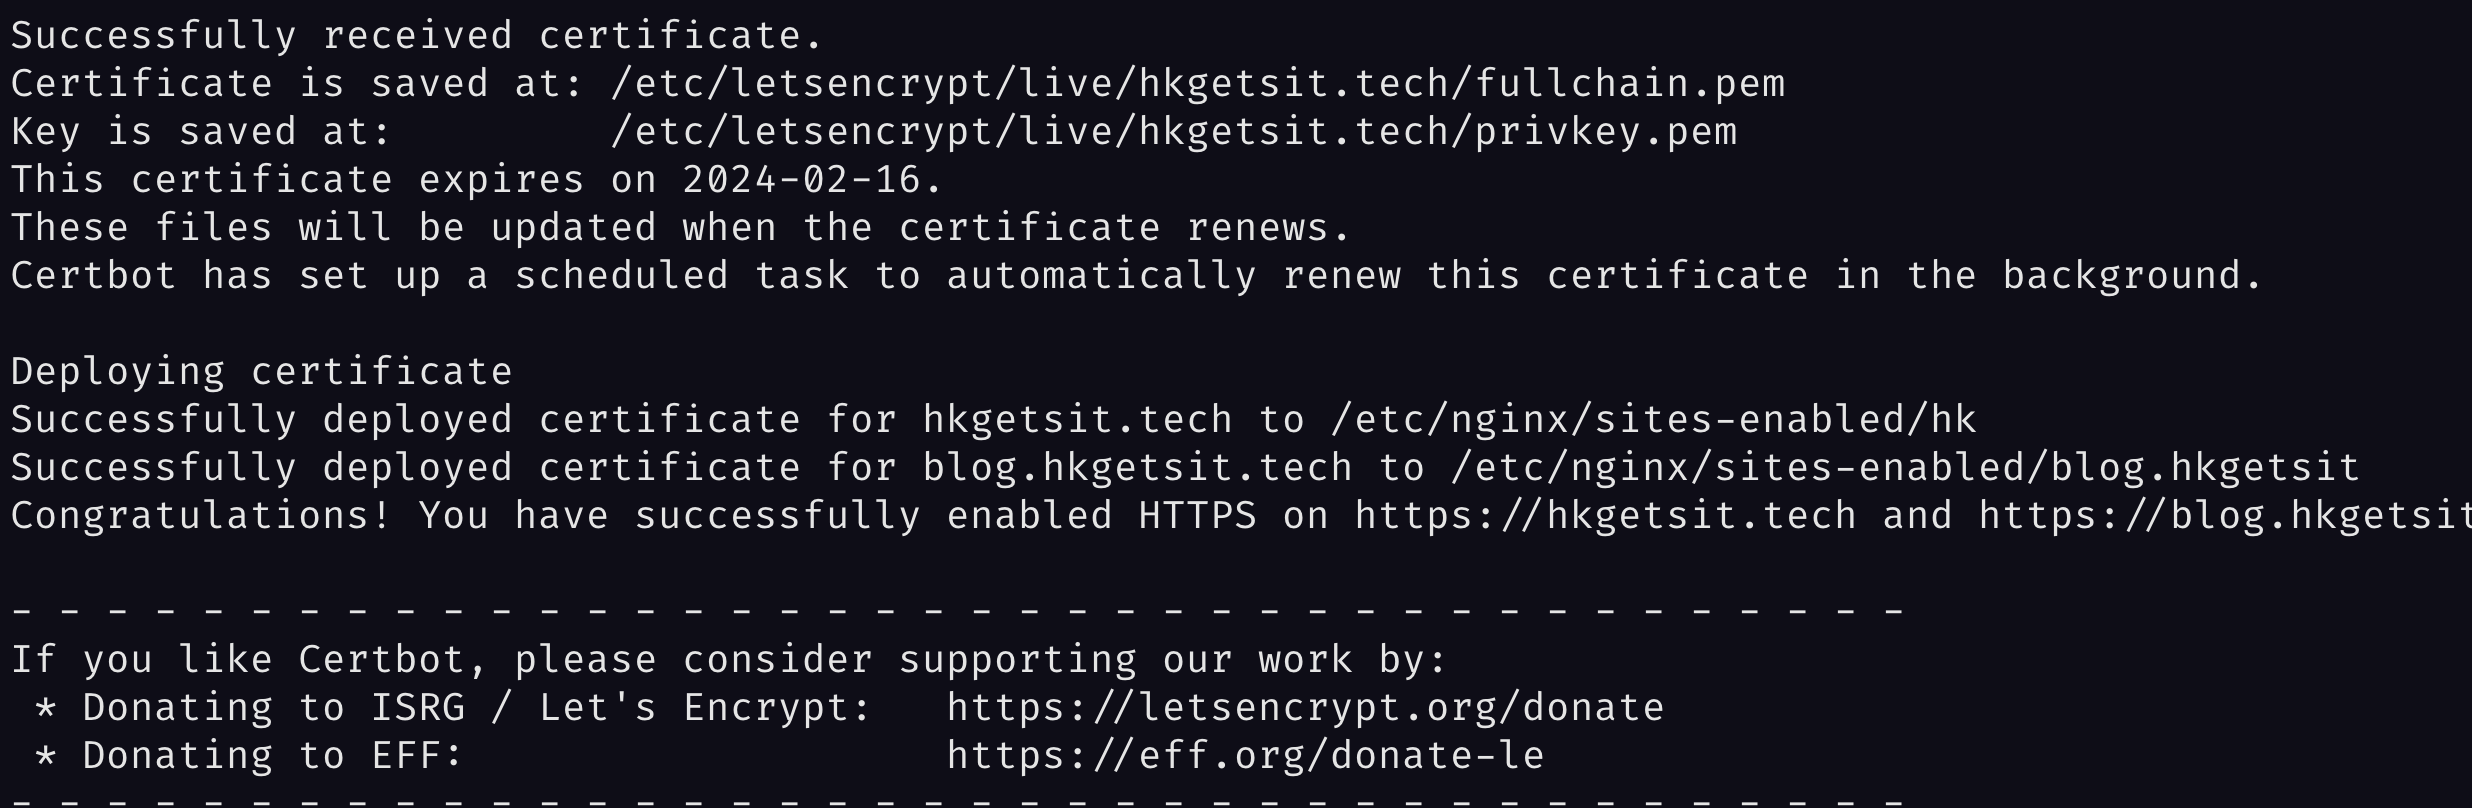 Successfully received certificate.
Certificate is saved at: /etc/letsencrypt/live/hkgetsit.tech/fullchain.pem
Key is saved at:         /etc/letsencrypt/live/hkgetsit.tech/privkey.pem
This certificate expires on 2024-02-16.
These files will be updated when the certificate renews.
Certbot has set up a scheduled task to automatically renew this certificate in the background.

Deploying certificate
Successfully deployed certificate for hkgetsit.tech to /etc/nginx/sites-enabled/hk
Successfully deployed certificate for blog.hkgetsit.tech to /etc/nginx/sites-enabled/blog.hkgetsit
Congratulations! You have successfully enabled HTTPS on https://hkgetsit.tech and https://blog.hkgetsit

- - - - - - - - - - - - - - - - - - - - - - - - - - - - - - - - - - - - - - - -
If you like Certbot, please consider supporting our work by:
 * Donating to ISRG / Let's Encrypt:   https://letsencrypt.org/donate
 * Donating to EFF:                    https://eff.org/donate-le
- - - - - - - - - - - - - - - - - - - - - - - - - - - - - - - - - - - - - - - -